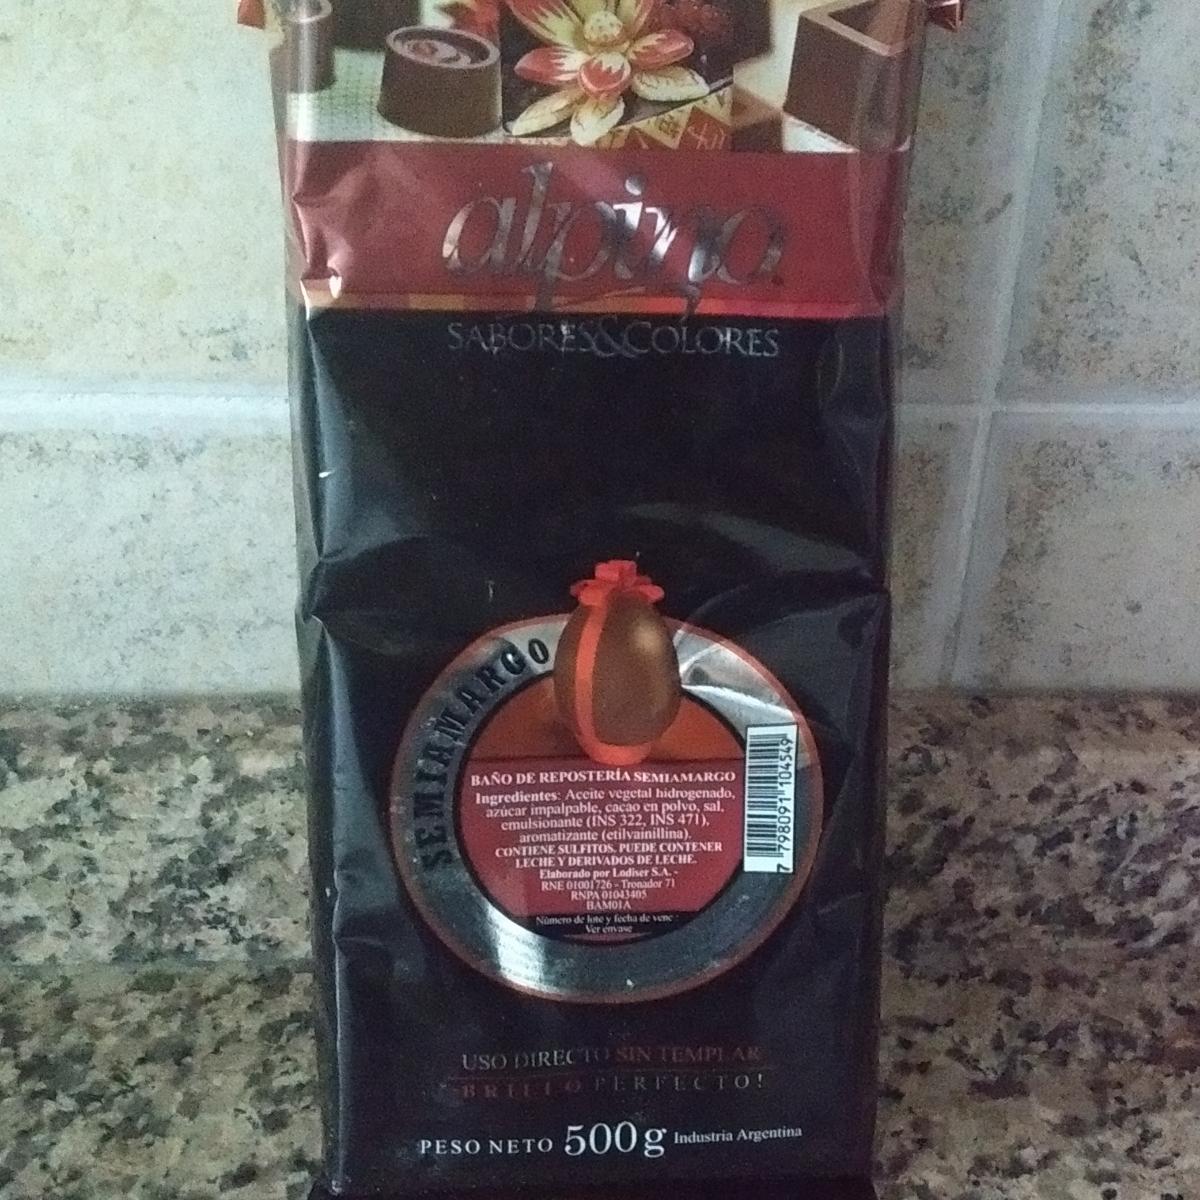 alpino
SABORES&COLORES
SEMIAMARGO
BAÑO DE REPOSTERÍA SEMIAMARGO
Ingredientes: Aceite vegetal hidrogenado,
azúcar impalpable, cacao en polvo, sal,
emulsionante (INS 322, INS 471),
aromatizante (etilvainillina).
CONTIENE SULFITOS. PUEDE CONTENER
LECHE Y DERIVADOS DE LECHE.
Elaborado por Lodiser S.A. -
RNE 01001726 - Tronador 71
RNPA 01043405
BAM01A
Número de lote y fecha de venc :
Ver envase
7 798091 104549
USO DIRECTO SIN TEMPLAR
BRILLO PERFECTO!
PESO NETO 500g Industria Argentina